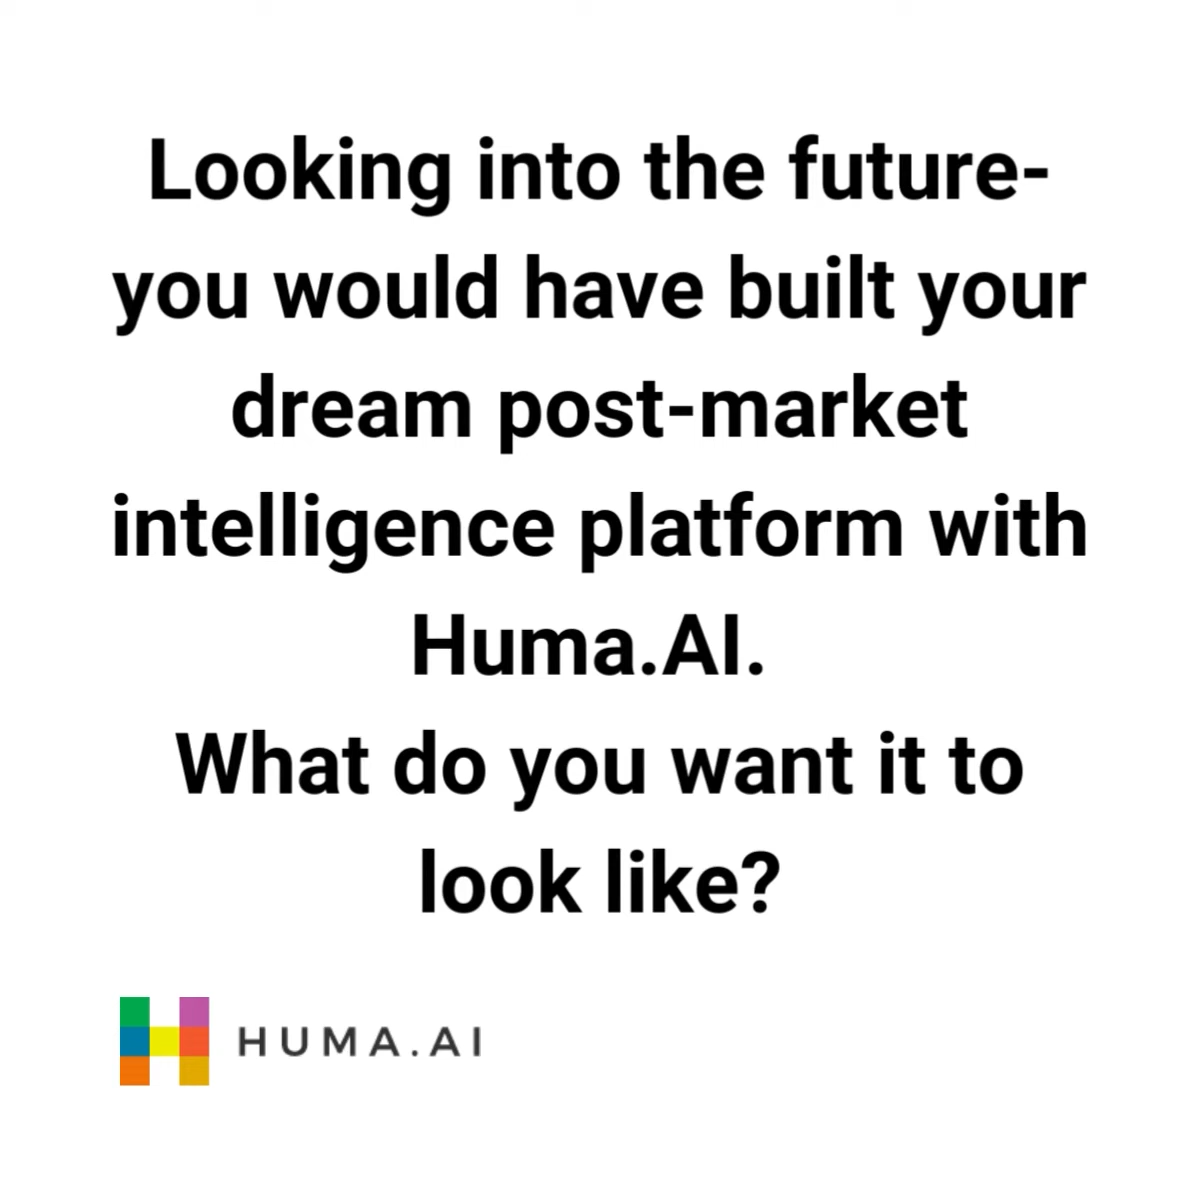 Looking into the future-
you would have built your
dream post-market
intelligence platform with
Huma.AI.
What do you want it to
look like?
HUMA.AI